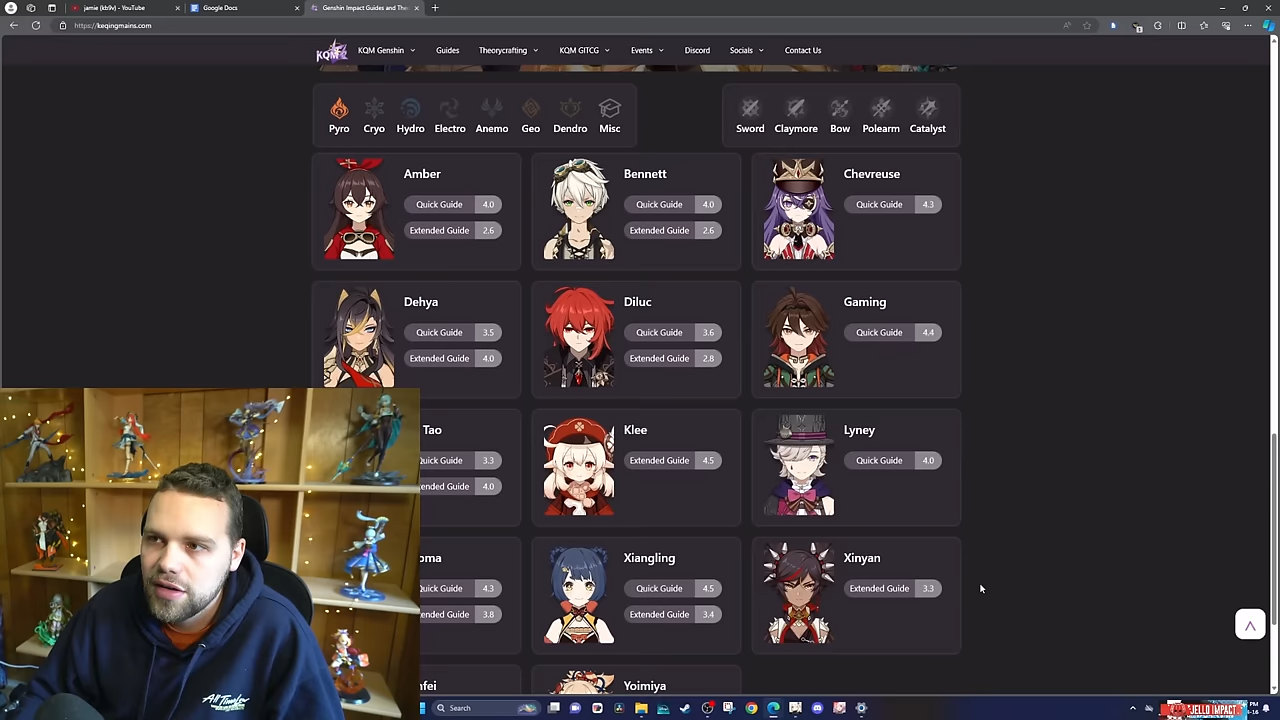 jamie (kb9v) - YouTube
Google Docs
Genshin Impact Guides and The
https://keqingmains.com
KQM
KQM Genshin
Guides
Theorycrafting
KQM GITCG
Events
Discord
Socials
Contact Us
Pyro
Cryo
Hydro
Electro
Anemo
Geo
Dendro
Misc
Sword
Claymore
Bow
Polearm
Catalyst
Amber
Quick Guide 4.0
Extended Guide 2.6
Bennett
Quick Guide 4.0
Extended Guide 2.6
Chevreuse
Quick Guide 4.3
Dehya
Quick Guide 3.5
Extended Guide 4.0
Diluc
Quick Guide 3.6
Extended Guide 2.8
Gaming
Quick Guide 4.4
Tao
Quick Guide 3.3
Guide 4.0
Klee
Extended Guide 4.5
Lyney
Quick Guide 4.0
oma
Quick Guide 4.3
Guide 3.8
Xiangling
Quick Guide 4.5
Extended Guide 3.4
Xinyan
Extended Guide 3.3
nfei
Yoimiya
Search
JELLO IMPACT
PM